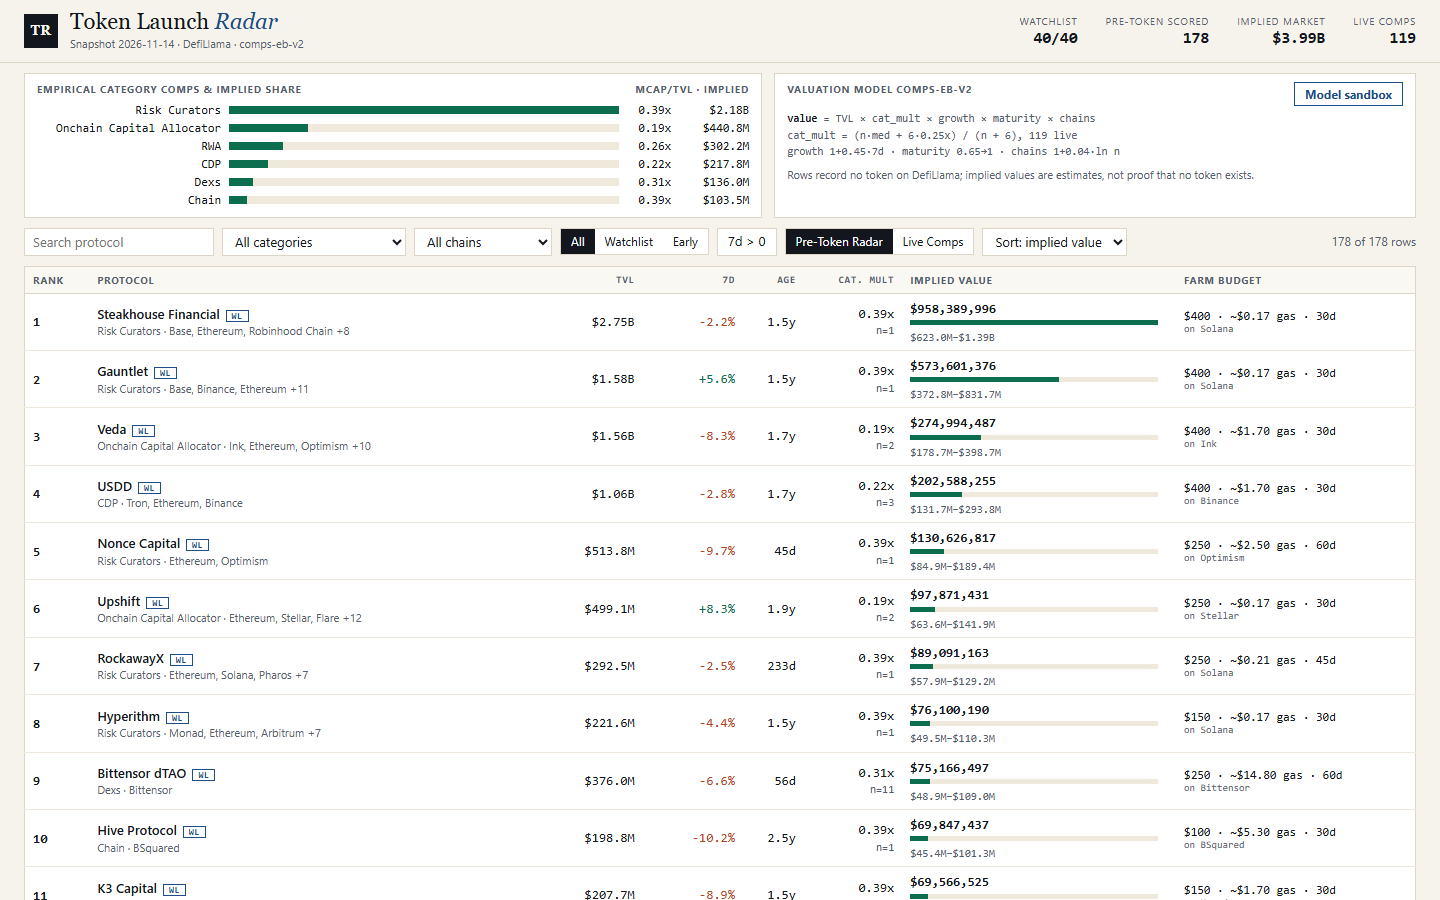 TR
Token Launch Radar
Snapshot 2026-11-14 · DefiLlama · comps-eb-v2
WATCHLIST
40/40
PRE-TOKEN SCORED
178
IMPLIED MARKET
$3.99B
LIVE COMPS
119
EMPIRICAL CATEGORY COMPS & IMPLIED SHARE MCAP/TVL · IMPLIED
Risk Curators 0.39x $2.18B
Onchain Capital Allocator 0.19x $440.8M
RWA 0.26x $302.2M
CDP 0.22x $217.8M
Dexs 0.31x $136.0M
Chain 0.39x $103.5M
VALUATION MODEL COMPS-EB-V2
Model sandbox
value = TVL × cat_mult × growth × maturity × chains
cat_mult = (n·med + 6·0.25x) / (n + 6), 119 live
growth 1+0.45·7d · maturity 0.65→1 · chains 1+0.04·ln n
Rows record no token on DefiLlama; implied values are estimates, not proof that no token exists.
Search protocol All categories All chains All Watchlist Early 7d > 0 Pre-Token Radar Live Comps Sort: implied value 178 of 178 rows
RANK PROTOCOL TVL 7D AGE CAT. MULT IMPLIED VALUE FARM BUDGET
1 Steakhouse Financial WL $2.75B -2.2% 1.5y 0.39x $958,389,996 $400 · ~$0.17 gas · 30d
Risk Curators · Base, Ethereum, Robinhood Chain +8 n=1 $623.0M–$1.39B on Solana
2 Gauntlet WL $1.58B +5.6% 1.5y 0.39x $573,601,376 $400 · ~$0.17 gas · 30d
Risk Curators · Base, Binance, Ethereum +11 n=1 $372.8M–$831.7M on Solana
3 Veda WL $1.56B -8.3% 1.7y 0.19x $274,994,487 $400 · ~$1.70 gas · 30d
Onchain Capital Allocator · Ink, Ethereum, Optimism +10 n=2 $178.7M–$398.7M on Ink
4 USDD WL $1.06B -2.8% 1.7y 0.22x $202,588,255 $400 · ~$1.70 gas · 30d
CDP · Tron, Ethereum, Binance n=3 $131.7M–$293.8M on Binance
5 Nonce Capital WL $513.8M -9.7% 45d 0.39x $130,626,817 $250 · ~$2.50 gas · 60d
Risk Curators · Ethereum, Optimism n=1 $84.9M–$189.4M on Optimism
6 Upshift WL $499.1M +8.3% 1.9y 0.19x $97,871,431 $250 · ~$0.17 gas · 30d
Onchain Capital Allocator · Ethereum, Stellar, Flare +12 n=2 $63.6M–$141.9M on Stellar
7 RockawayX WL $292.5M -2.5% 233d 0.39x $89,091,163 $250 · ~$0.21 gas · 45d
Risk Curators · Ethereum, Solana, Pharos +7 n=1 $57.9M–$129.2M on Solana
8 Hyperithm WL $221.6M -4.4% 1.5y 0.39x $76,100,190 $150 · ~$0.17 gas · 30d
Risk Curators · Monad, Ethereum, Arbitrum +7 n=1 $49.5M–$110.3M on Solana
9 Bittensor dTAO WL $376.0M -6.6% 56d 0.31x $75,166,497 $250 · ~$14.80 gas · 60d
Dexs · Bittensor n=11 $48.9M–$109.0M on Bittensor
10 Hive Protocol WL $198.8M -10.2% 2.5y 0.39x $69,847,437 $100 · ~$5.30 gas · 30d
Chain · BSquared n=1 $45.4M–$101.3M on BSquared
11 K3 Capital WL $207.7M -8.9% 1.5y 0.39x $69,566,525 $150 · ~$1.70 gas · 30d